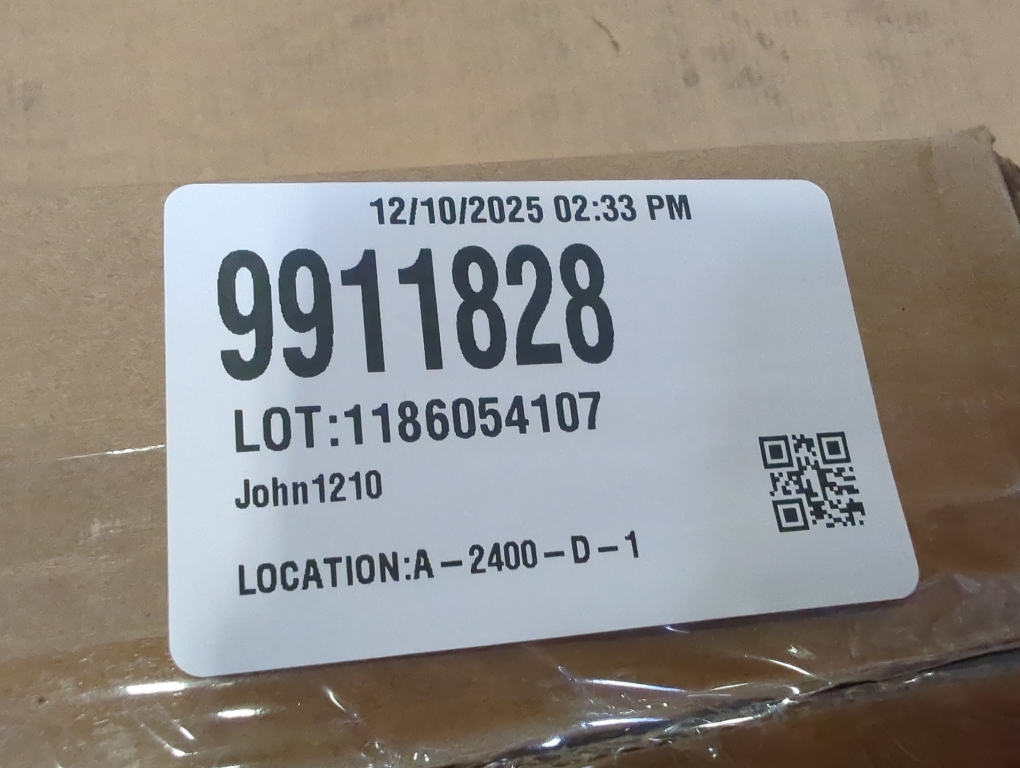 12/10/2025 02:33 PM
9911828
LOT:1186054107
John1210
LOCATION:A-2400-D-1